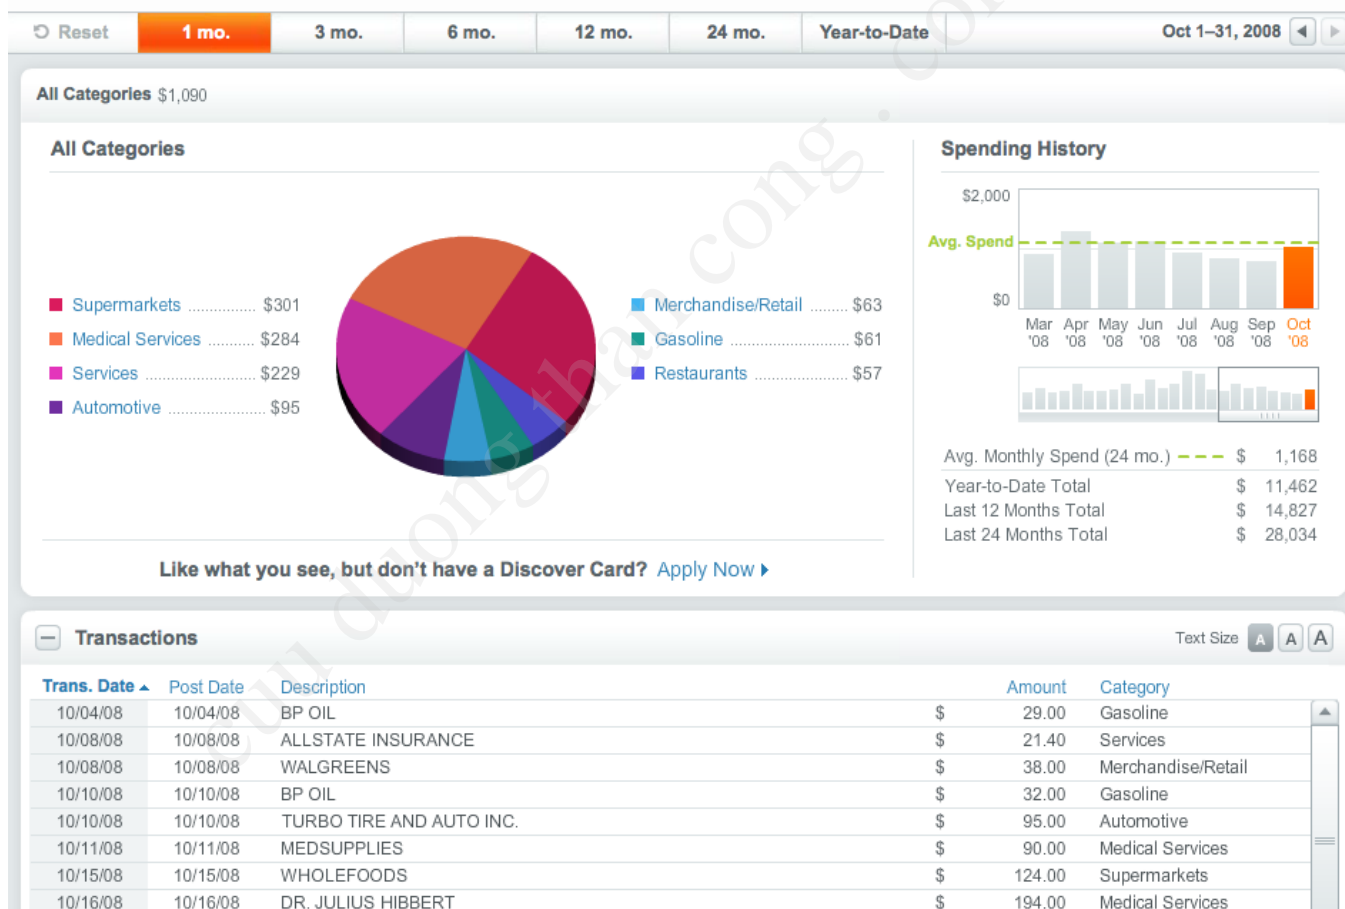 Reset 1 mo. 3 mo. 6 mo. 12 mo. 24 mo. Year-to-Date Oct 1–31, 2008
All Categories $1,090
All Categories
Supermarkets ............... $301
Medical Services .......... $284
Services ........................ $229
Automotive ..................... $95
Merchandise/Retail ........ $63
Gasoline .......................... $61
Restaurants .................... $57
Like what you see, but don't have a Discover Card? Apply Now
Spending History
$2,000
Avg. Spend
$0
Mar Apr May Jun Jul Aug Sep Oct
'08 '08 '08 '08 '08 '08 '08 '08
Avg. Monthly Spend (24 mo.) $ 1,168
Year-to-Date Total $ 11,462
Last 12 Months Total $ 14,827
Last 24 Months Total $ 28,034
Transactions Text Size A A A
Trans. Date Post Date Description Amount Category
10/04/08 10/04/08 BP OIL $ 29.00 Gasoline
10/08/08 10/08/08 ALLSTATE INSURANCE $ 21.40 Services
10/08/08 10/08/08 WALGREENS $ 38.00 Merchandise/Retail
10/10/08 10/10/08 BP OIL $ 32.00 Gasoline
10/10/08 10/10/08 TURBO TIRE AND AUTO INC. $ 95.00 Automotive
10/11/08 10/11/08 MEDSUPPLIES $ 90.00 Medical Services
10/15/08 10/15/08 WHOLEFOODS $ 124.00 Supermarkets
10/16/08 10/16/08 DR. JULIUS HIBBERT $ 194.00 Medical Services
cuu duong than cong . com